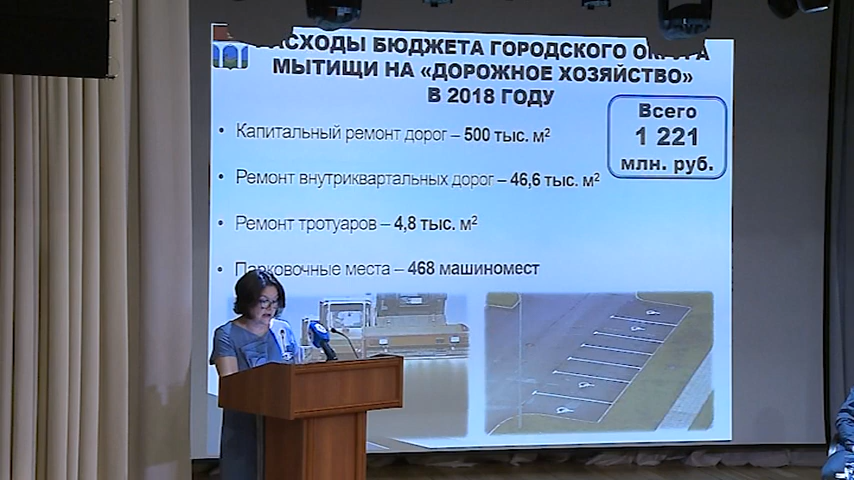 РАСХОДЫ БЮДЖЕТА ГОРОДСКОГО ОКРУГА
МЫТИЩИ НА «ДОРОЖНОЕ ХОЗЯЙСТВО»
В 2018 ГОДУ
Всего
1 221
млн. руб.
• Капитальный ремонт дорог – 500 тыс. м²
• Ремонт внутриквартальных дорог – 46,6 тыс. м²
• Ремонт тротуаров – 4,8 тыс. м²
• Парковочные места – 468 машиномест